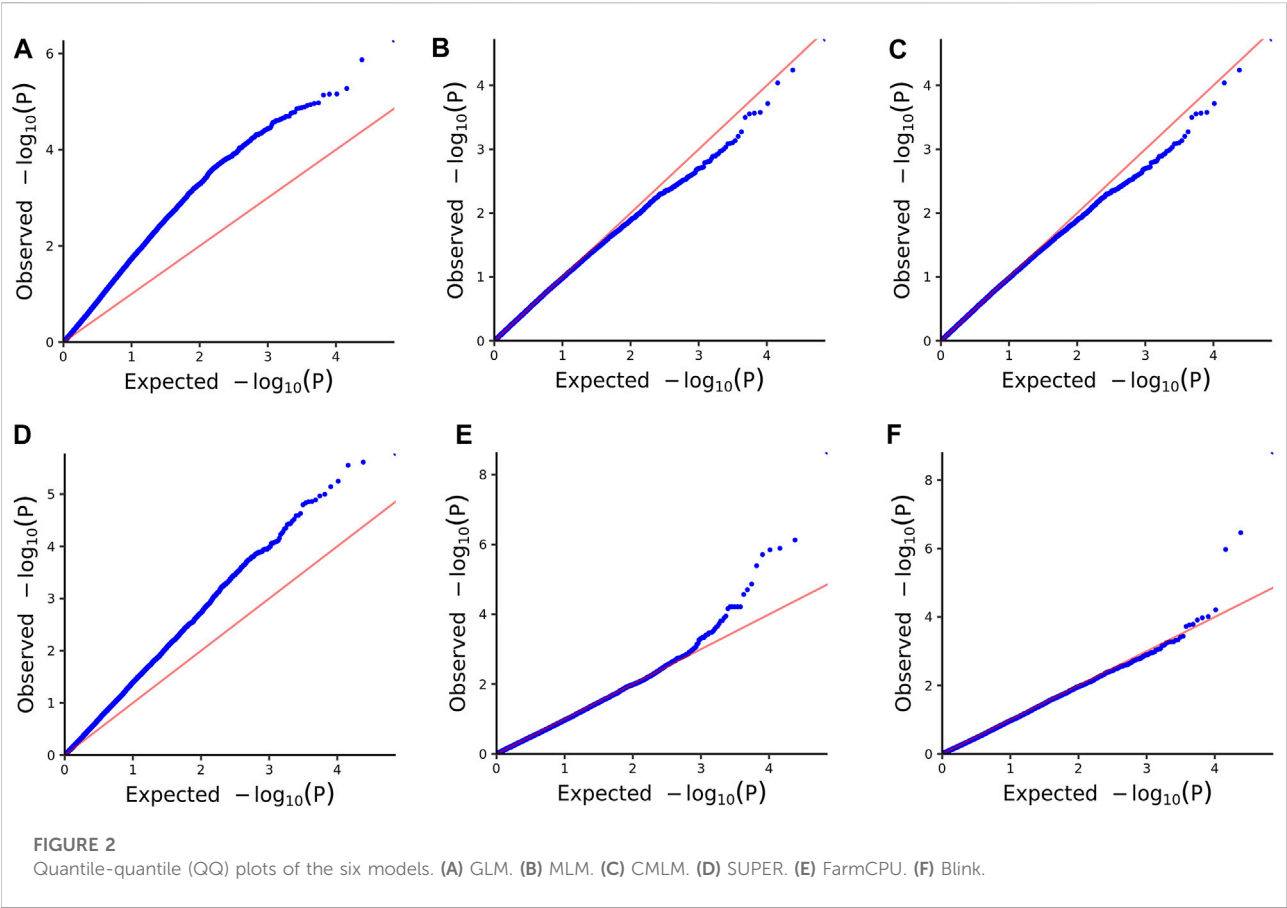 A
6
4
2
0
0 1 2 3 4
Observed −log₁₀(P)
Expected −log₁₀(P)
B
4
3
2
1
0
0 1 2 3 4
Observed −log₁₀(P)
Expected −log₁₀(P)
C
4
3
2
1
0
0 1 2 3 4
Observed −log₁₀(P)
Expected −log₁₀(P)
D
5
4
3
2
1
0
0 1 2 3 4
Observed −log₁₀(P)
Expected −log₁₀(P)
E
8
6
4
2
0
0 1 2 3 4
Observed −log₁₀(P)
Expected −log₁₀(P)
F
8
6
4
2
0
0 1 2 3 4
Observed −log₁₀(P)
Expected −log₁₀(P)
FIGURE 2
Quantile-quantile (QQ) plots of the six models. (A) GLM. (B) MLM. (C) CMLM. (D) SUPER. (E) FarmCPU. (F) Blink.